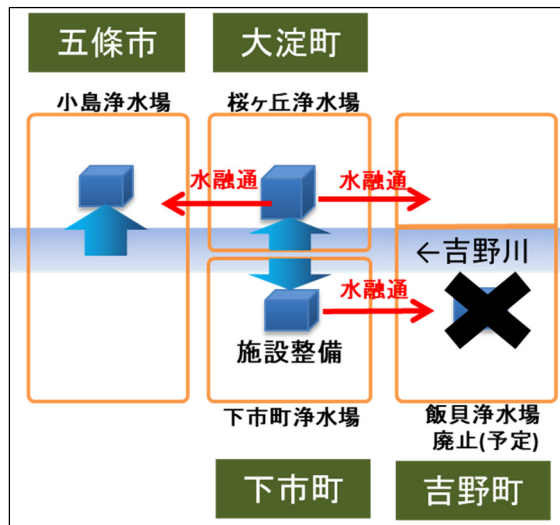 五條市
大淀町
小島浄水場
桜ヶ丘浄水場
水融通
水融通
←吉野川
水融通
施設整備
下市町浄水場
飯貝浄水場
廃止(予定)
下市町
吉野町